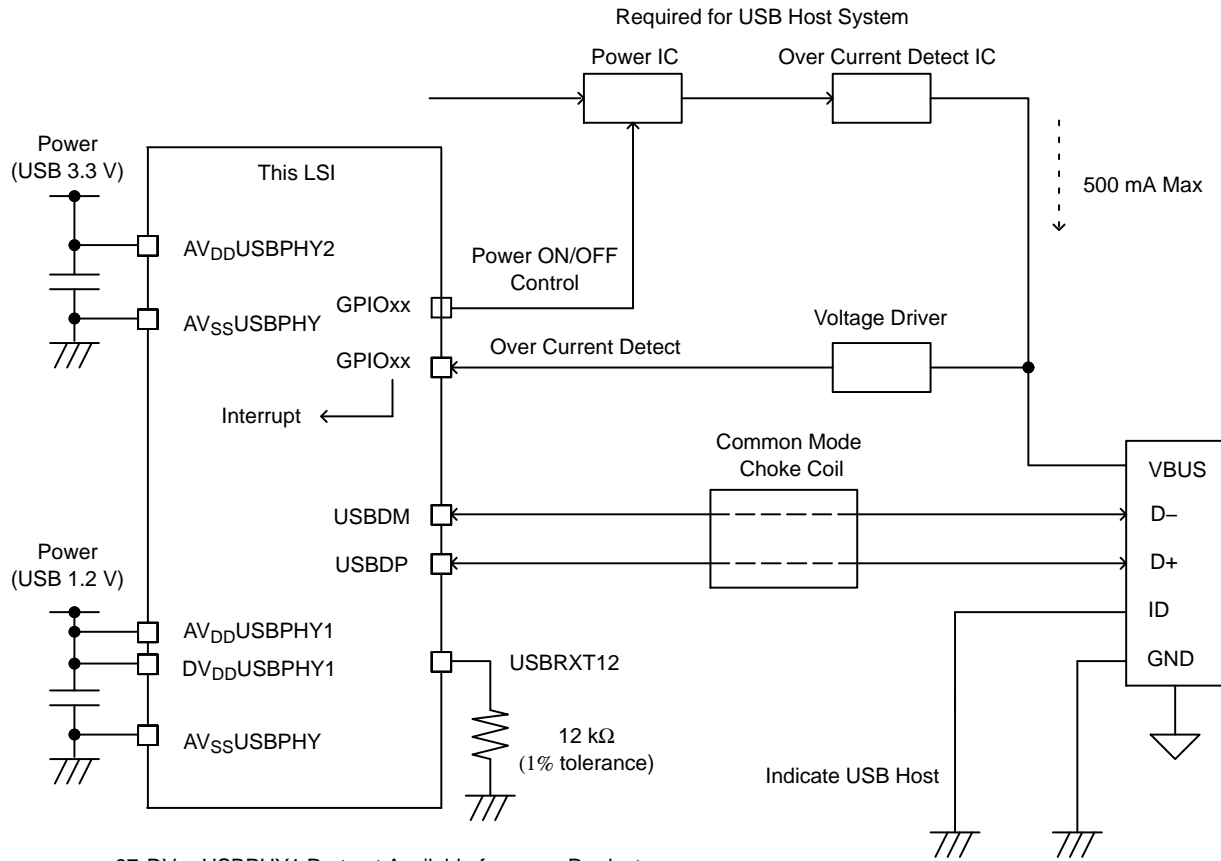 Required for USB Host System
Power IC
Over Current Detect IC
Power
(USB 3.3 V)
This LSI
500 mA Max
AVDDUSBPHY2
Power ON/OFF
Control
GPIOxx
AVSSUSBPHY
Voltage Driver
GPIOxx
Over Current Detect
Interrupt
Common Mode
Choke Coil
VBUS
USBDM
D–
Power
(USB 1.2 V)
USBDP
D+
ID
AVDDUSBPHY1
DVDDUSBPHY1
USBRXT12
GND
AVSSUSBPHY
12 kΩ
(1% tolerance)
Indicate USB Host